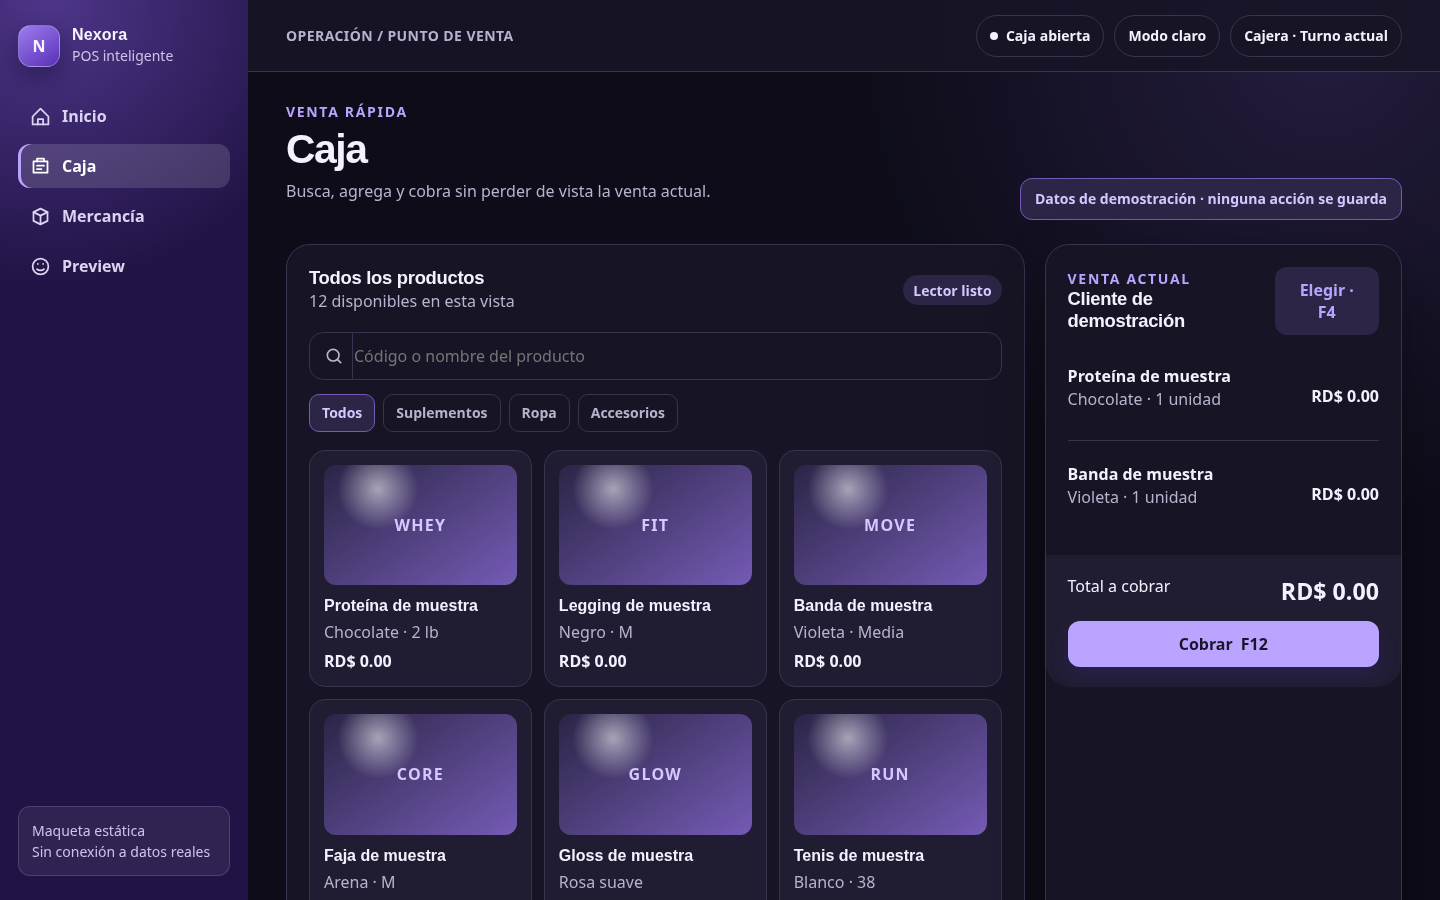 N
Nexora
POS inteligente
Inicio
Caja
Mercancía
Preview
Maqueta estática
Sin conexión a datos reales
OPERACIÓN / PUNTO DE VENTA
Caja abierta
Modo claro
Cajera · Turno actual
VENTA RÁPIDA
Caja
Busca, agrega y cobra sin perder de vista la venta actual.
Datos de demostración · ninguna acción se guarda
Todos los productos
12 disponibles en esta vista
Lector listo
Código o nombre del producto
Todos
Suplementos
Ropa
Accesorios
WHEY
Proteína de muestra
Chocolate · 2 lb
RD$ 0.00
FIT
Legging de muestra
Negro · M
RD$ 0.00
MOVE
Banda de muestra
Violeta · Media
RD$ 0.00
CORE
Faja de muestra
Arena · M
GLOW
Gloss de muestra
Rosa suave
RUN
Tenis de muestra
Blanco · 38
VENTA ACTUAL
Cliente de
demostración
Elegir ·
F4
Proteína de muestra
Chocolate · 1 unidad
RD$ 0.00
Banda de muestra
Violeta · 1 unidad
RD$ 0.00
Total a cobrar
RD$ 0.00
Cobrar F12